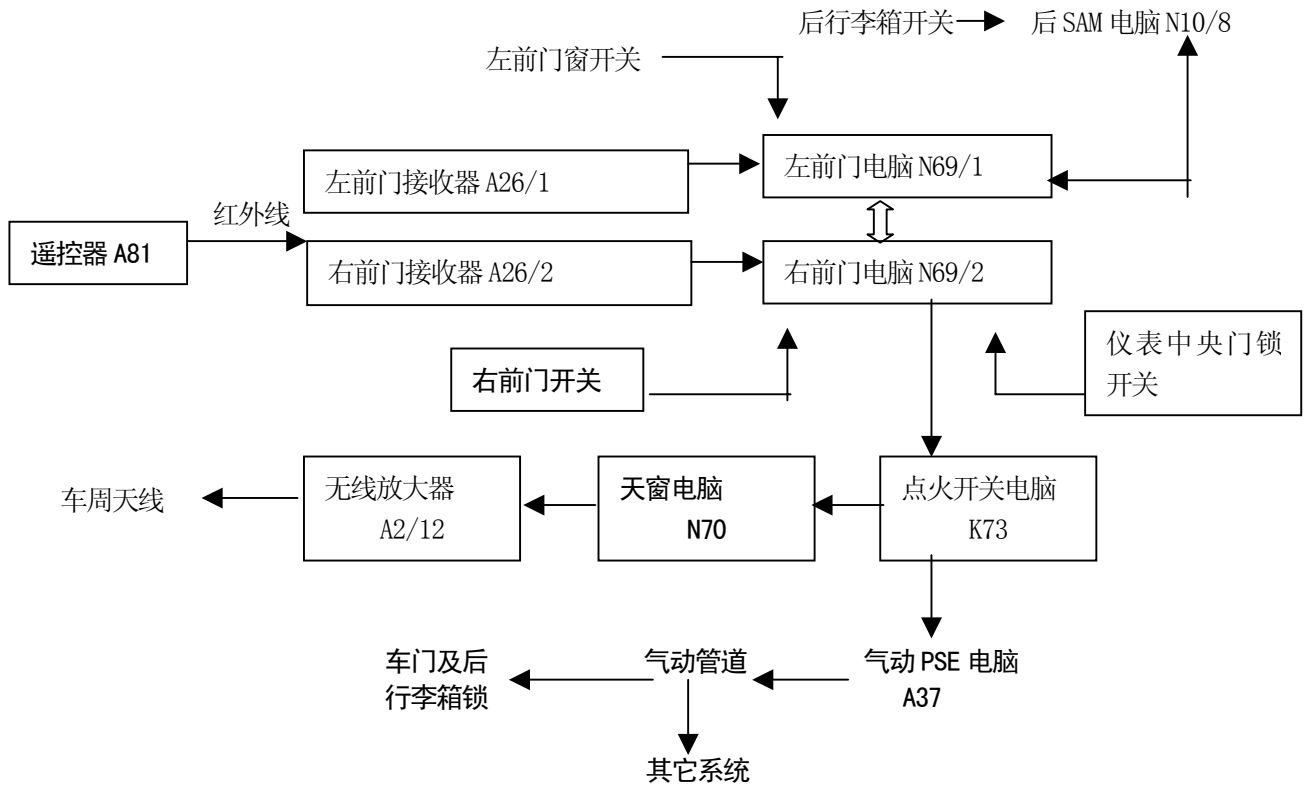 后行李箱开关
后 SAM 电脑 N10/8
左前门窗开关
左前门接收器 A26/1
左前门电脑 N69/1
红外线
遥控器 A81
右前门接收器 A26/2
右前门电脑 N69/2
仪表中央门锁
开关
右前门开关
车周天线
无线放大器
A2/12
天窗电脑
N70
点火开关电脑
K73
车门及后
行李箱锁
气动管道
气动 PSE 电脑
A37
其它系统